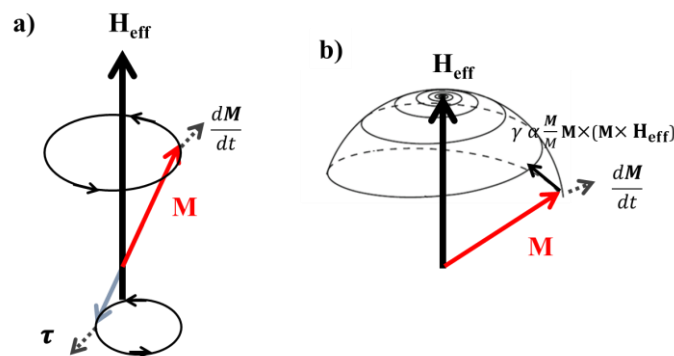 a)
H_eff
dM
dt
M
τ
b)
H_eff
γ α M/M M×(M× H_eff)
dM
dt
M